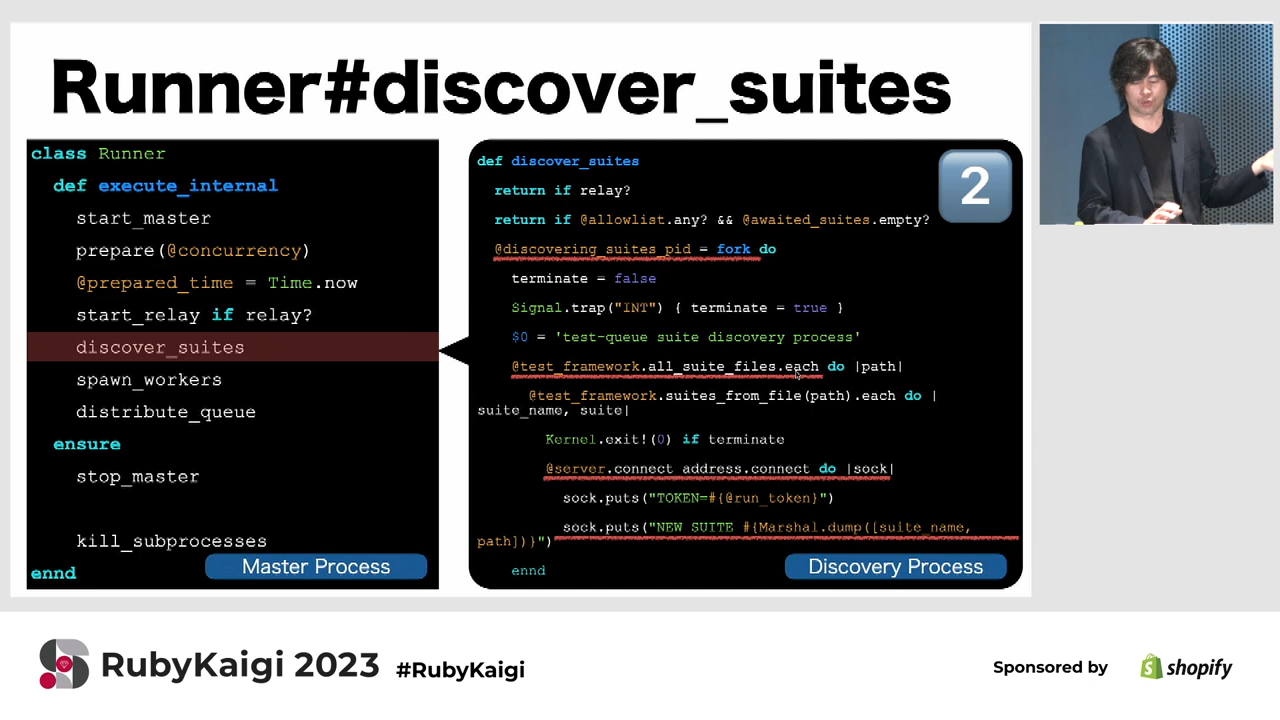 Runner#discover_suites
class Runner
def execute_internal
start_master
prepare(@concurrency)
@prepared_time = Time.now
start_relay if relay?
discover_suites
spawn_workers
distribute_queue
ensure
stop_master
kill_subprocesses
ennd
Master Process
2
def discover_suites
return if relay?
return if @allowlist.any? && @awaited_suites.empty?
@discovering_suites_pid = fork do
terminate = false
Signal.trap("INT") { terminate = true }
$0 = 'test-queue suite discovery process'
@test_framework.all_suite_files.each do |path|
@test_framework.suites_from_file(path).each do |
suite_name, suite|
Kernel.exit!(0) if terminate
@server.connect_address.connect do |sock|
sock.puts("TOKEN=#{@run_token}")
sock.puts("NEW SUITE #{Marshal.dump([suite_name,
path])}")
ennd
Discovery Process
RubyKaigi 2023 #RubyKaigi
Sponsored by shopify